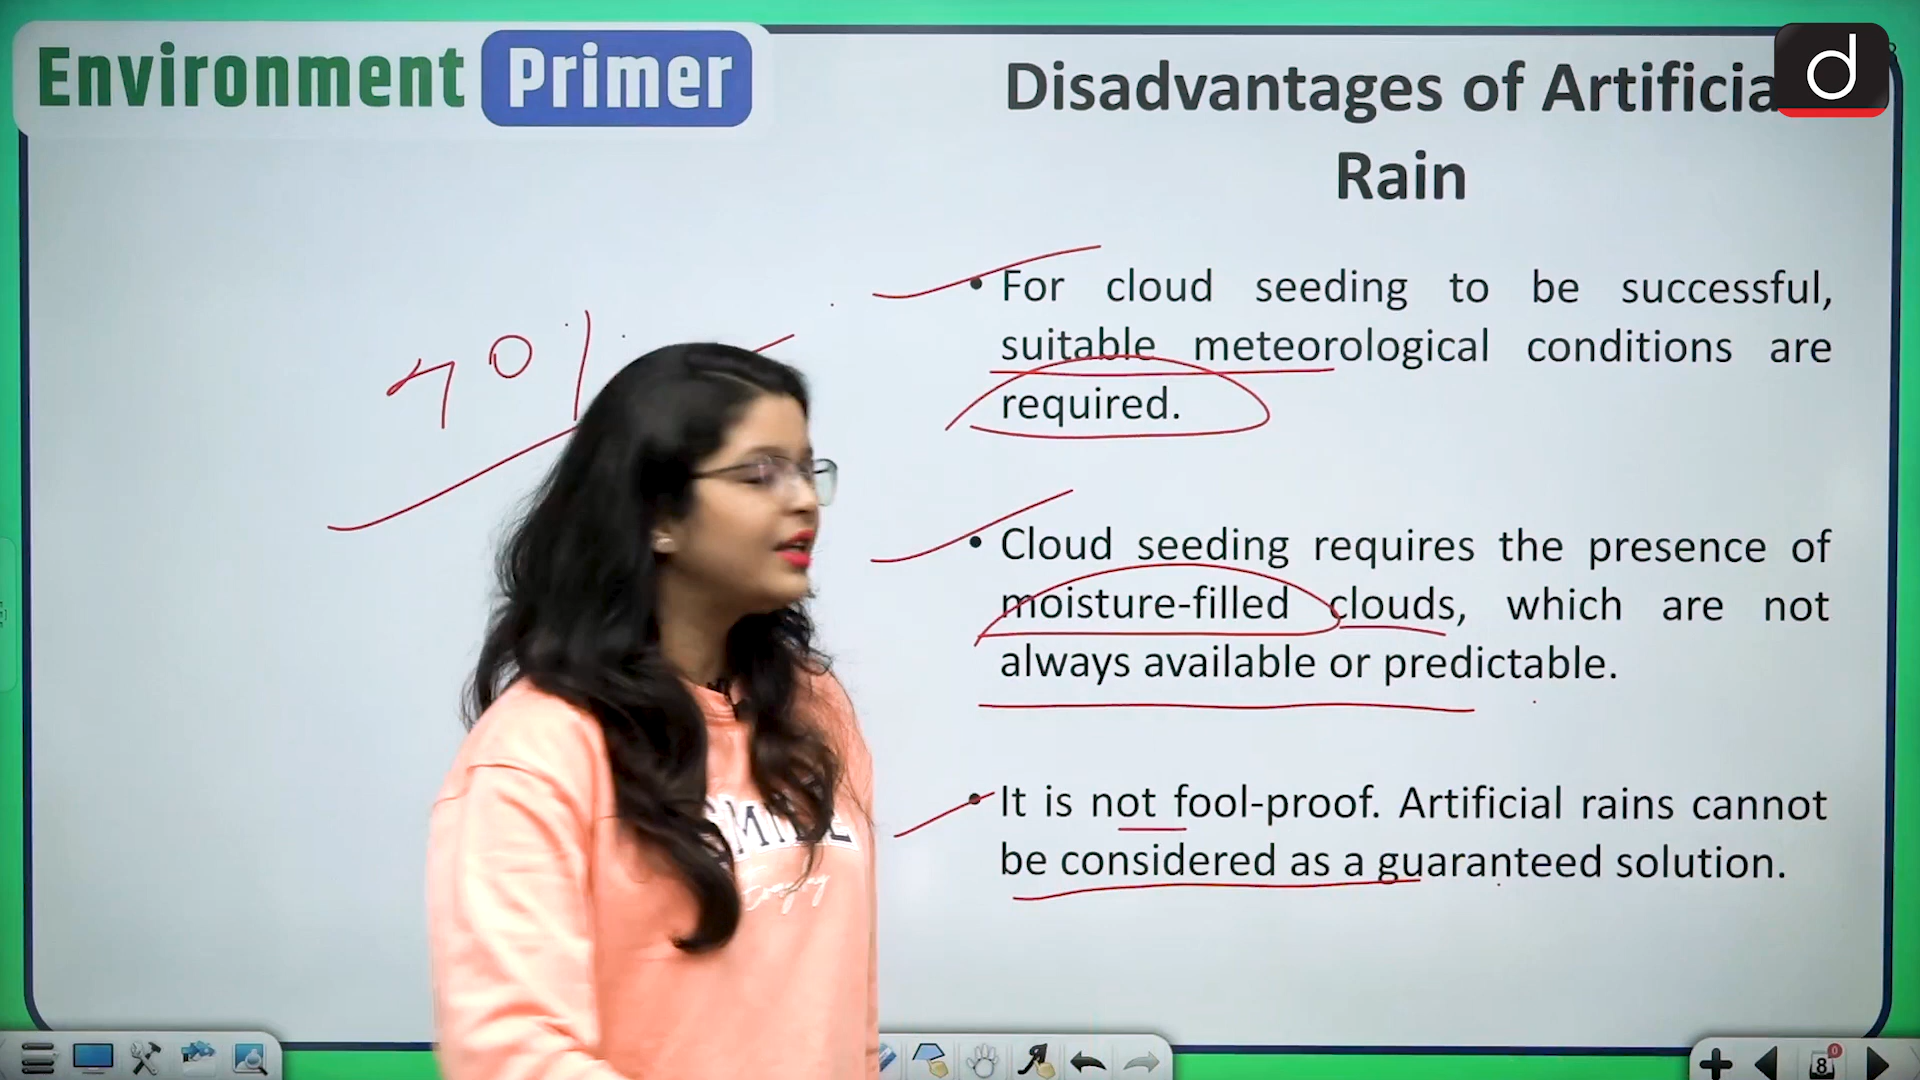 Environment Primer
Disadvantages of Artificia
Rain
d
40%
• For cloud seeding to be successful,
suitable meteorological conditions are
required.
• Cloud seeding requires the presence of
moisture-filled clouds, which are not
always available or predictable.
• It is not fool-proof. Artificial rains cannot
be considered as a guaranteed solution.
8